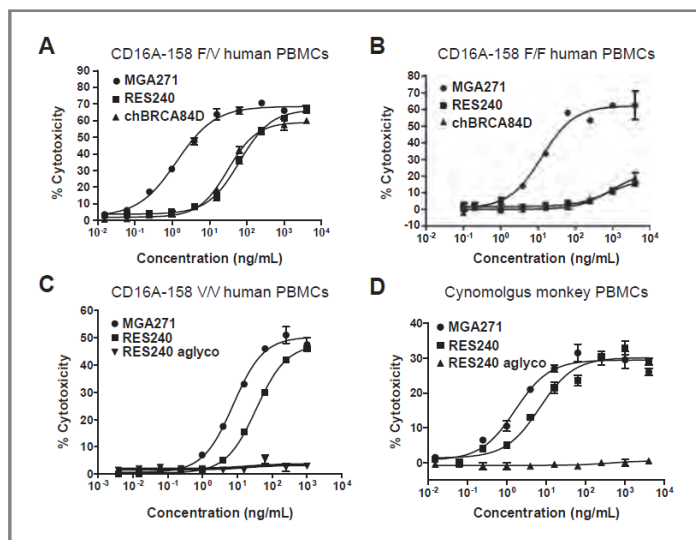 A
CD16A-158 F/V human PBMCs
MGA271
RES240
chBRCA84D
% Cytotoxicity
70
60
50
40
30
20
10
0
10-2 10-1 100 101 102 103 104
Concentration (ng/mL)
B
CD16A-158 F/F human PBMCs
MGA271
RES240
chBRCA84D
% Cytotoxicity
80
70
60
50
40
30
20
10
0
-10
10-2 10-1 100 101 102 103 104
Concentration (ng/mL)
C
CD16A-158 V/V human PBMCs
MGA271
RES240
RES240 aglyco
% Cytotoxicity
60
50
40
30
20
10
0
10-3 10-2 10-1 100 101 102 103 104
Concentration (ng/mL)
D
Cynomolgus monkey PBMCs
MGA271
RES240
RES240 aglyco
% Cytotoxicity
40
30
20
10
0
10-2 10-1 100 101 102 103 104
Concentration (ng/mL)